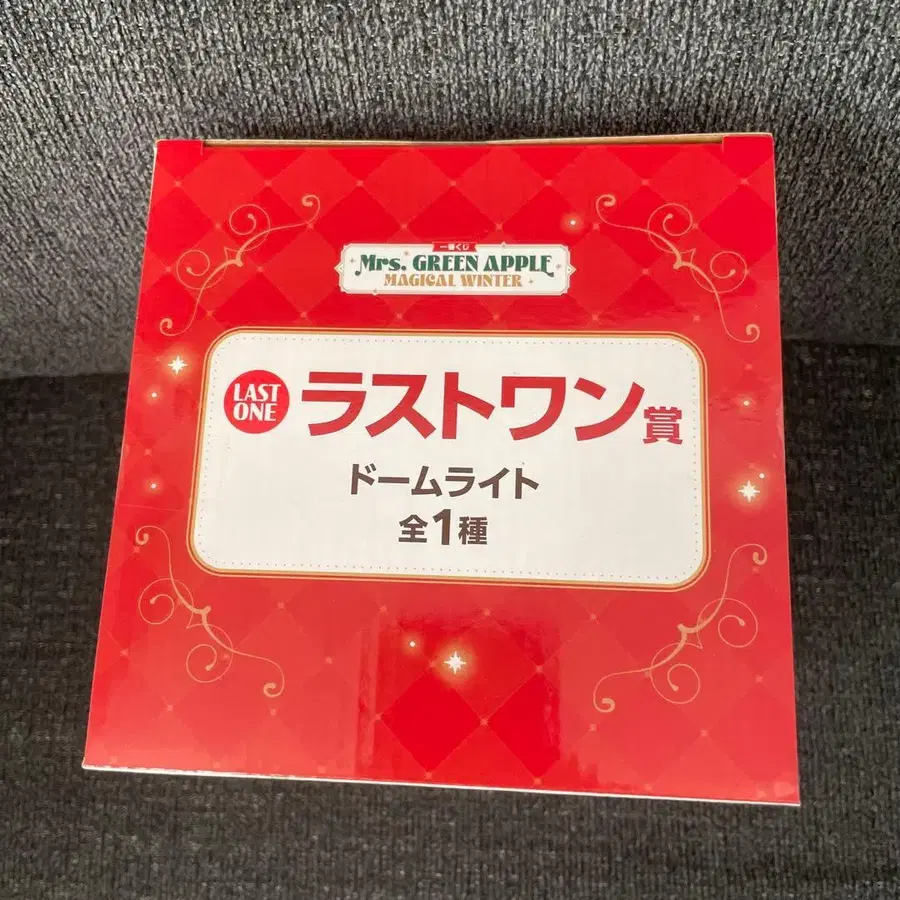 一番くじ
Mrs. GREEN APPLE
MAGICAL WINTER
LAST
ONE
ラストワン賞
ドームライト
全1種